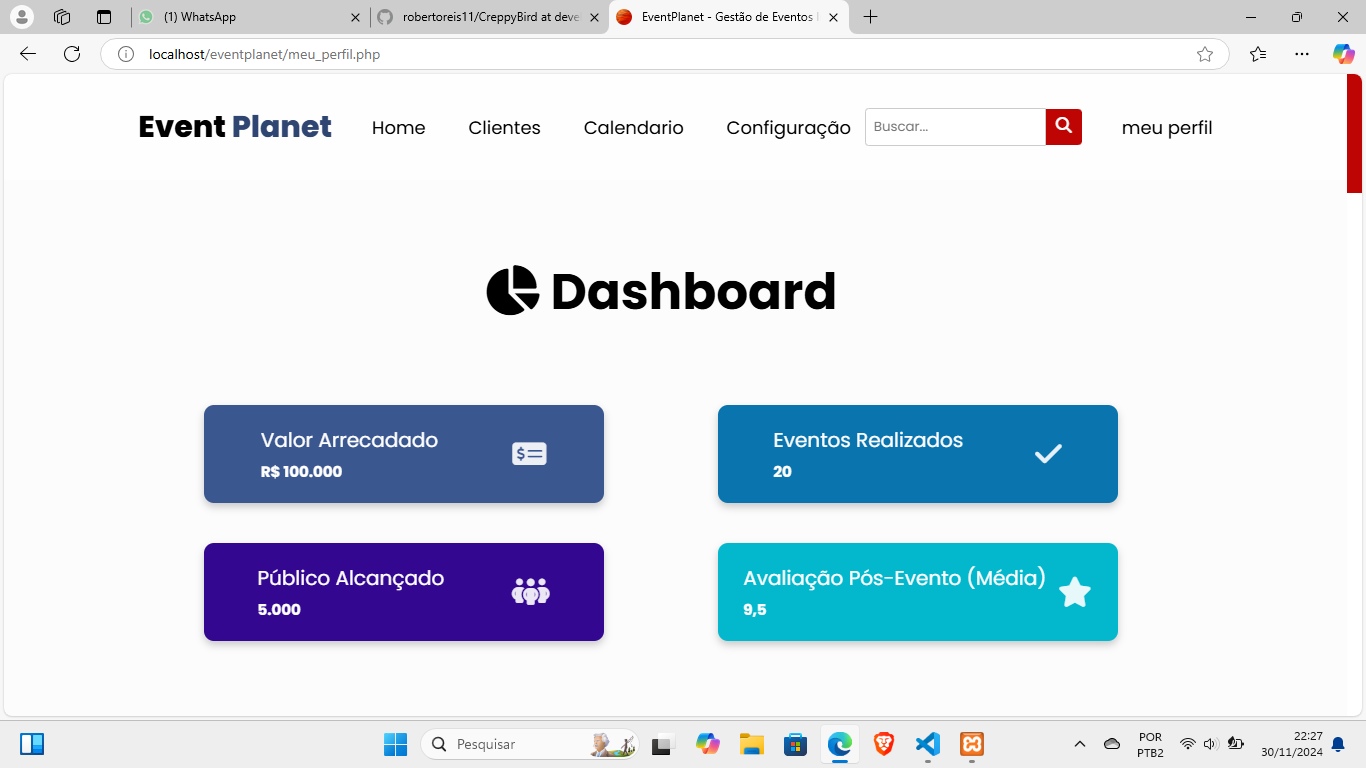 (1) WhatsApp
robertoreis11/CreppyBird at deve
EventPlanet - Gestão de Eventos
localhost/eventplanet/meu_perfil.php
Event Planet
Home
Clientes
Calendario
Configuração
Buscar...
meu perfil
Dashboard
Valor Arrecadado
R$ 100.000
Eventos Realizados
20
Público Alcançado
5.000
Avaliação Pós-Evento (Média)
9,5
Pesquisar
POR
PTB2
22:27
30/11/2024